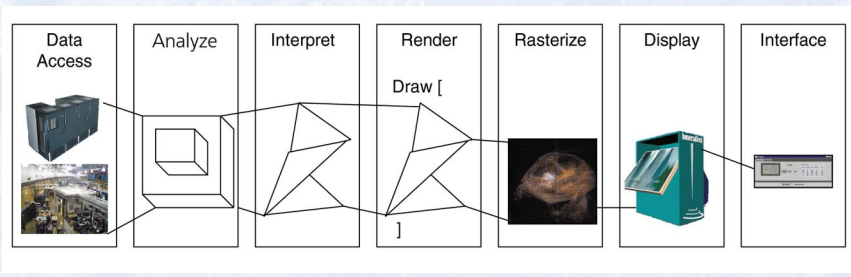 Data
Access
Analyze
Interpret
Render
Rasterize
Display
Interface
Draw [
]